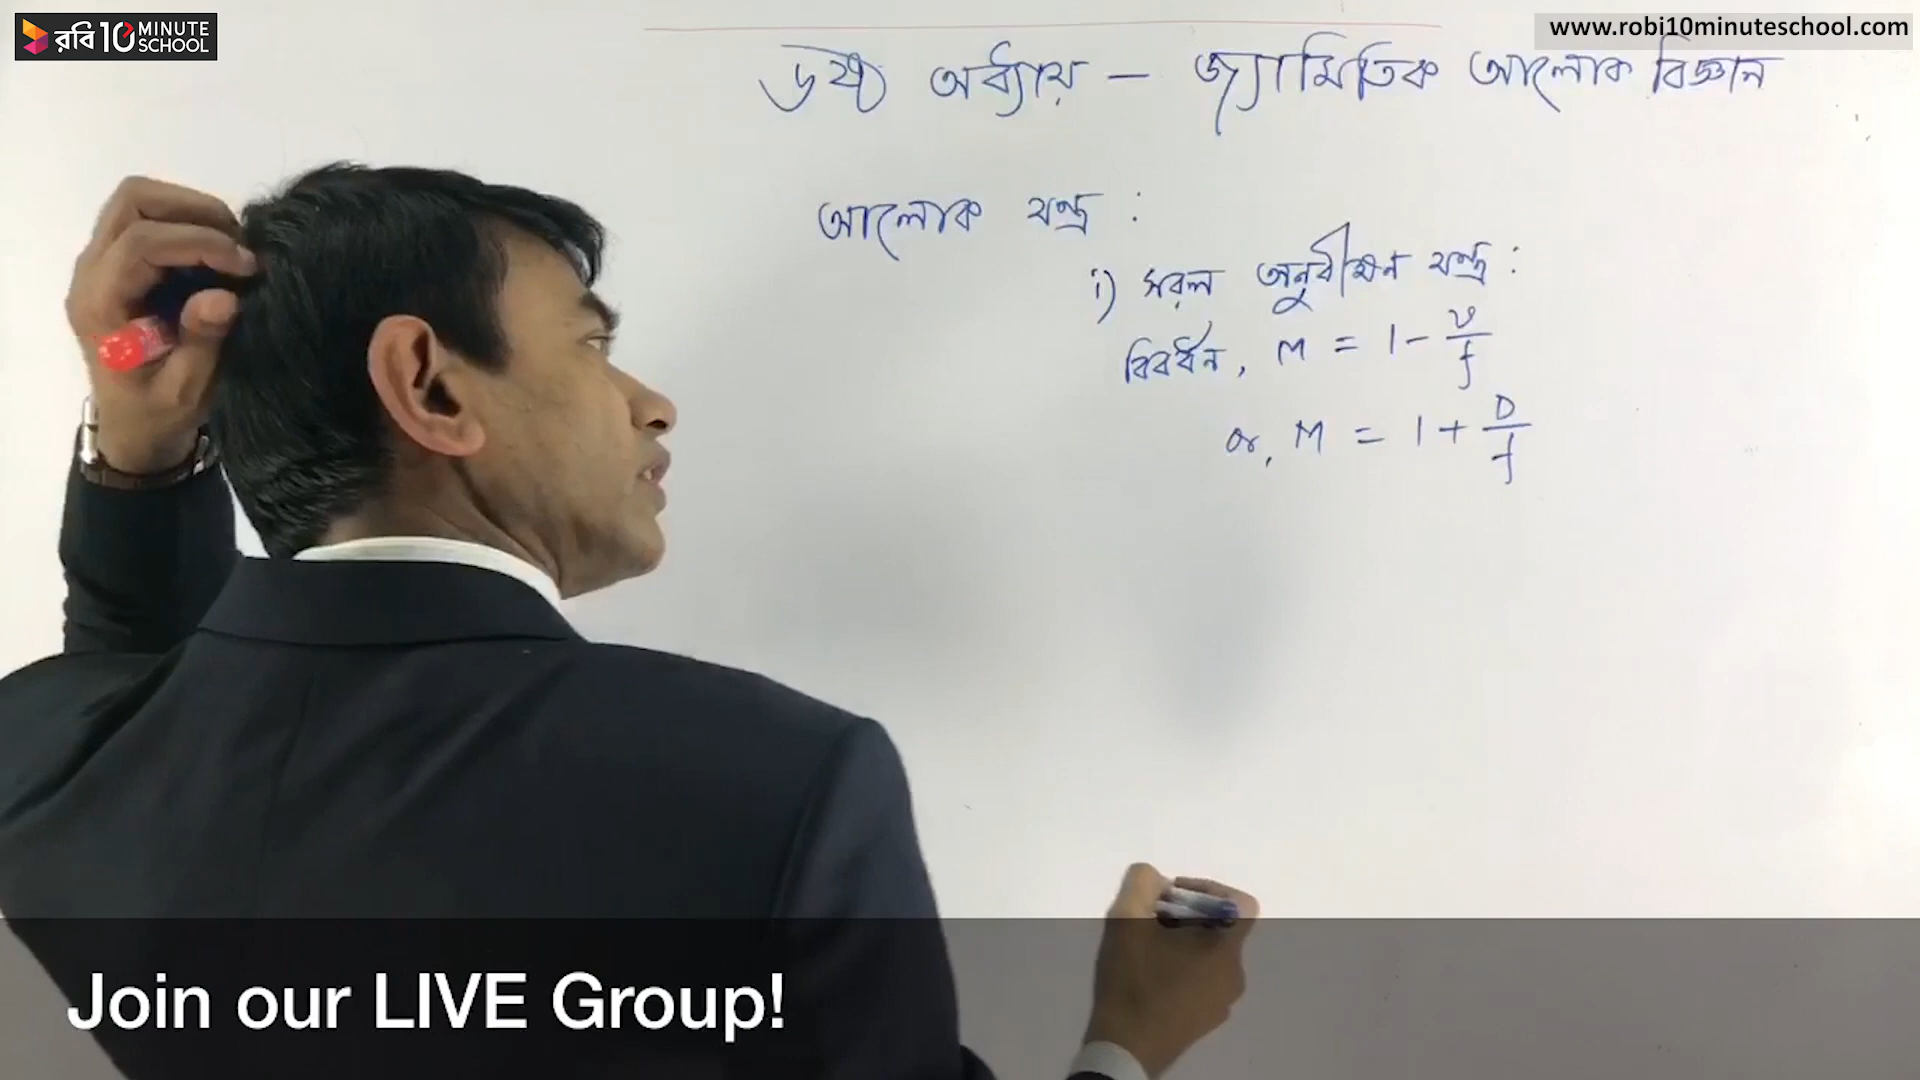 রবি 10 MINUTE SCHOOL
www.robi10minuteschool.com
৬ষ্ঠ অধ্যায় – জ্যামিতিক আলোক বিজ্ঞান
আলোক যন্ত্র :
i) সরল অনুবীক্ষন যন্ত্র :
বিবর্ধন, M = 1 - v/f
or, M = 1 + D/f
Join our LIVE Group!